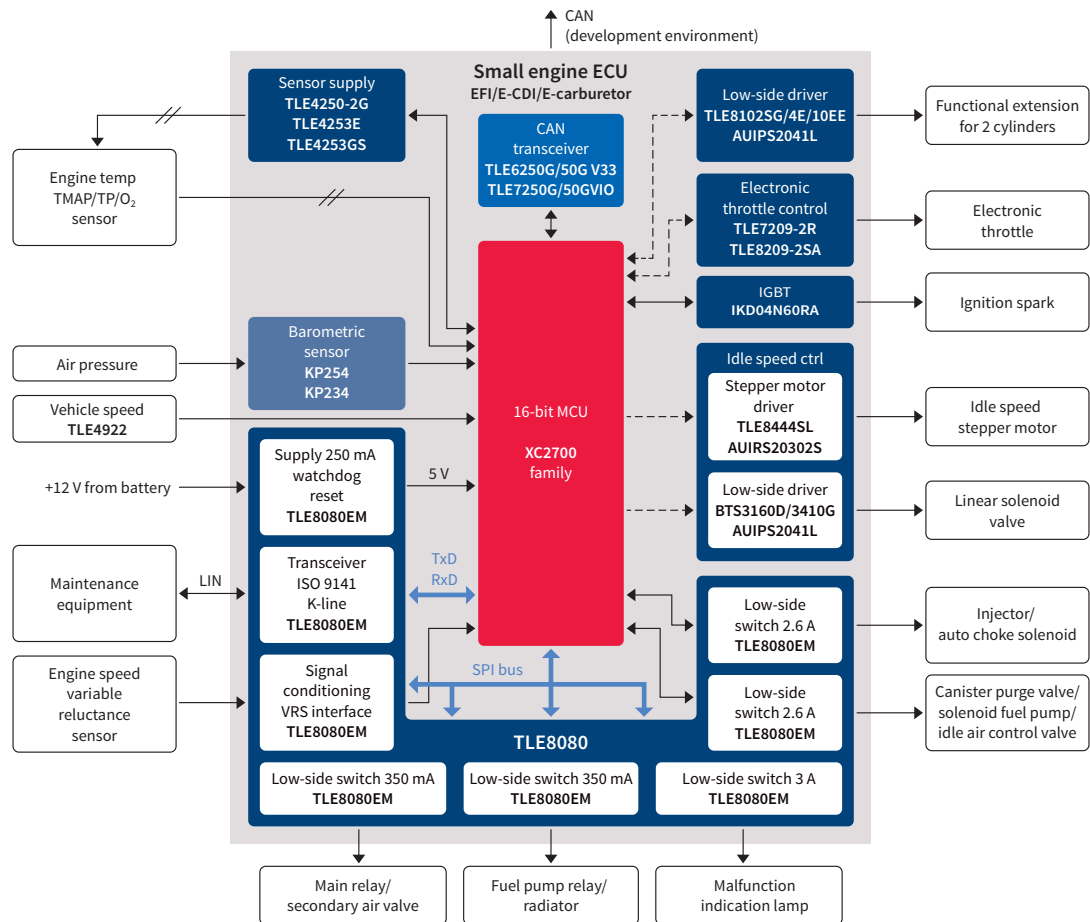 CAN
(development environment)
Small engine ECU
EFI/E-CDI/E-carburetor
Sensor supply
TLE4250-2G
TLE4253E
TLE4253GS
CAN
transceiver
TLE6250G/50G V33
TLE7250G/50GVIO
Low-side driver
TLE8102SG/4E/10EE
AUIPS2041L
Functional extension
for 2 cylinders
Engine temp
TMAP/TP/O₂
sensor
Electronic
throttle control
TLE7209-2R
TLE8209-2SA
Electronic
throttle
IGBT
IKD04N60RA
Ignition spark
Air pressure
Barometric
sensor
KP254
KP234
Vehicle speed
TLE4922
16-bit MCU
XC2700
family
Idle speed ctrl
Stepper motor
driver
TLE8444SL
AUIRS20302S
Idle speed
stepper motor
+12 V from battery
Supply 250 mA
watchdog
reset
TLE8080EM
5 V
Low-side driver
BTS3160D/3410G
AUIPS2041L
Linear solenoid
valve
Maintenance
equipment
LIN
Transceiver
ISO 9141
K-line
TLE8080EM
TxD
RxD
Low-side
switch 2.6 A
TLE8080EM
Injector/
auto choke solenoid
Engine speed
variable
reluctance
sensor
Signal
conditioning
VRS interface
TLE8080EM
SPI bus
Low-side
switch 2.6 A
TLE8080EM
Canister purge valve/
solenoid fuel pump/
idle air control valve
TLE8080
Low-side switch 350 mA
TLE8080EM
Low-side switch 350 mA
TLE8080EM
Low-side switch 3 A
TLE8080EM
Main relay/
secondary air valve
Fuel pump relay/
radiator
Malfunction
indication lamp